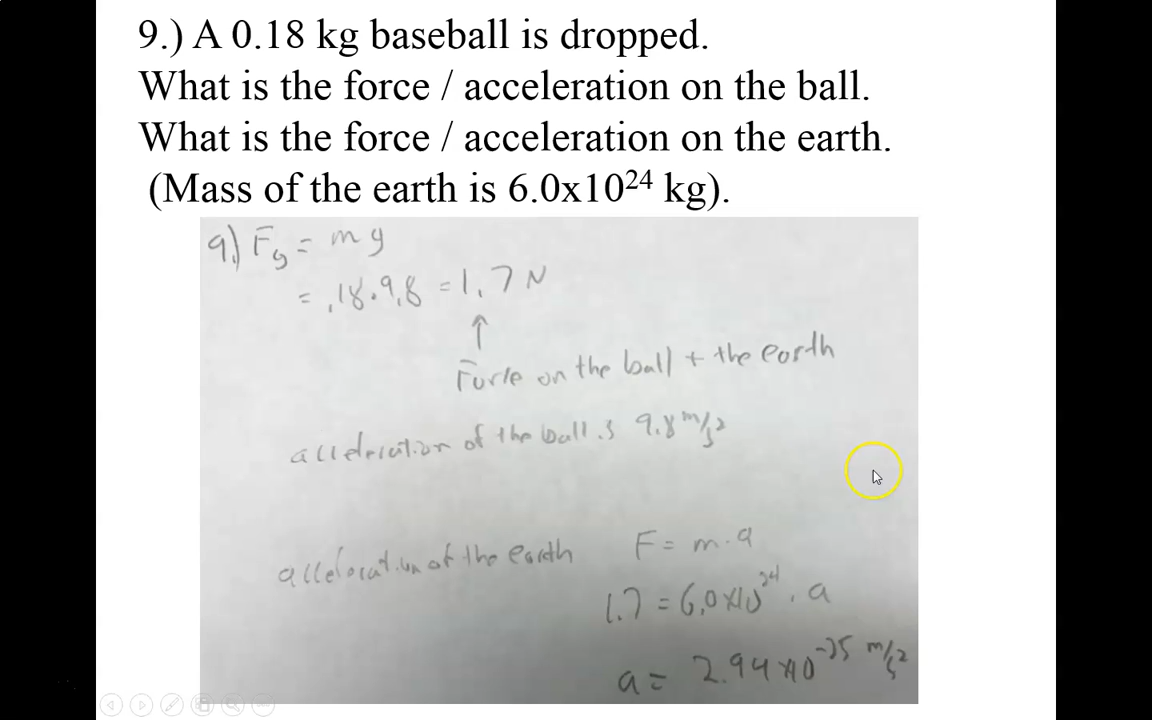 9.) A 0.18 kg baseball is dropped.
What is the force / acceleration on the ball.
What is the force / acceleration on the earth.
(Mass of the earth is 6.0x10²⁴ kg).
9.) Fg = mg
= .18 · 9.8 = 1.7 N
↑
Force on the ball + the earth
acceleration of the ball is 9.8 m/s²
acceleration of the earth F = m · a
1.7 = 6.0 x 10²⁴ · a
a = 2.94 x 10⁻²⁵ m/s²